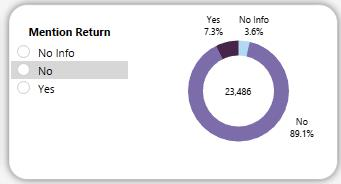 Mention Return
No Info
No
Yes
Yes
7.3%
No Info
3.6%
23,486
No
89.1%